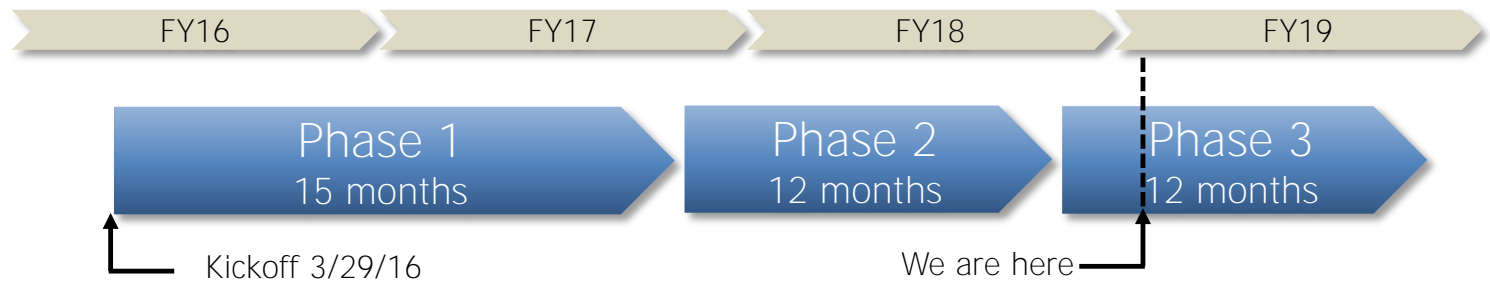 FY16
FY17
FY18
FY19
Phase 1
15 months
Phase 2
12 months
Phase 3
12 months
Kickoff 3/29/16
We are here